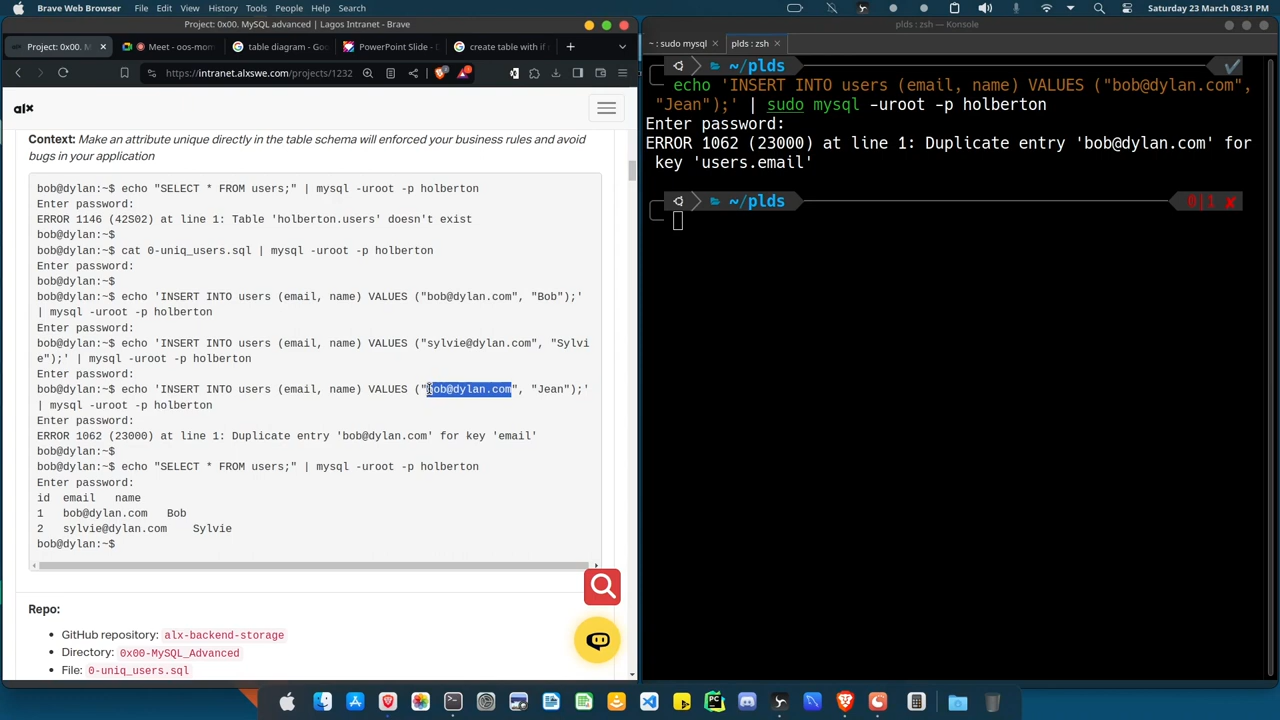 Brave Web Browser File Edit View History Tools People Help Search Saturday 23 March 08:31 PM
Project: 0x00. MySQL advanced | Lagos Intranet - Brave
plds : zsh — Konsole
Project: 0x00. M
Meet - oos-mom
table diagram - Goo
PowerPoint Slide - D
create table with if n
https://intranet.alxswe.com/projects/1232
alx
Context: Make an attribute unique directly in the table schema will enforced your business rules and avoid
bugs in your application
bob@dylan:~$ echo "SELECT * FROM users;" | mysql -uroot -p holberton
Enter password:
ERROR 1146 (42S02) at line 1: Table 'holberton.users' doesn't exist
bob@dylan:~$
bob@dylan:~$ cat 0-uniq_users.sql | mysql -uroot -p holberton
Enter password:
bob@dylan:~$
bob@dylan:~$ echo 'INSERT INTO users (email, name) VALUES ("bob@dylan.com", "Bob");'
| mysql -uroot -p holberton
Enter password:
bob@dylan:~$ echo 'INSERT INTO users (email, name) VALUES ("sylvie@dylan.com", "Sylvi
e");' | mysql -uroot -p holberton
Enter password:
bob@dylan:~$ echo 'INSERT INTO users (email, name) VALUES ("bob@dylan.com", "Jean");'
| mysql -uroot -p holberton
Enter password:
ERROR 1062 (23000) at line 1: Duplicate entry 'bob@dylan.com' for key 'email'
bob@dylan:~$
bob@dylan:~$ echo "SELECT * FROM users;" | mysql -uroot -p holberton
Enter password:
id email name
1 bob@dylan.com Bob
2 sylvie@dylan.com Sylvie
bob@dylan:~$
Repo:
GitHub repository: alx-backend-storage
Directory: 0x00-MySQL_Advanced
File: 0-uniq_users.sql
~ : sudo mysql
plds : zsh
~/plds
echo 'INSERT INTO users (email, name) VALUES ("bob@dylan.com",
"Jean");' | sudo mysql -uroot -p holberton
Enter password:
ERROR 1062 (23000) at line 1: Duplicate entry 'bob@dylan.com' for
key 'users.email'
~/plds
0|1 ✘